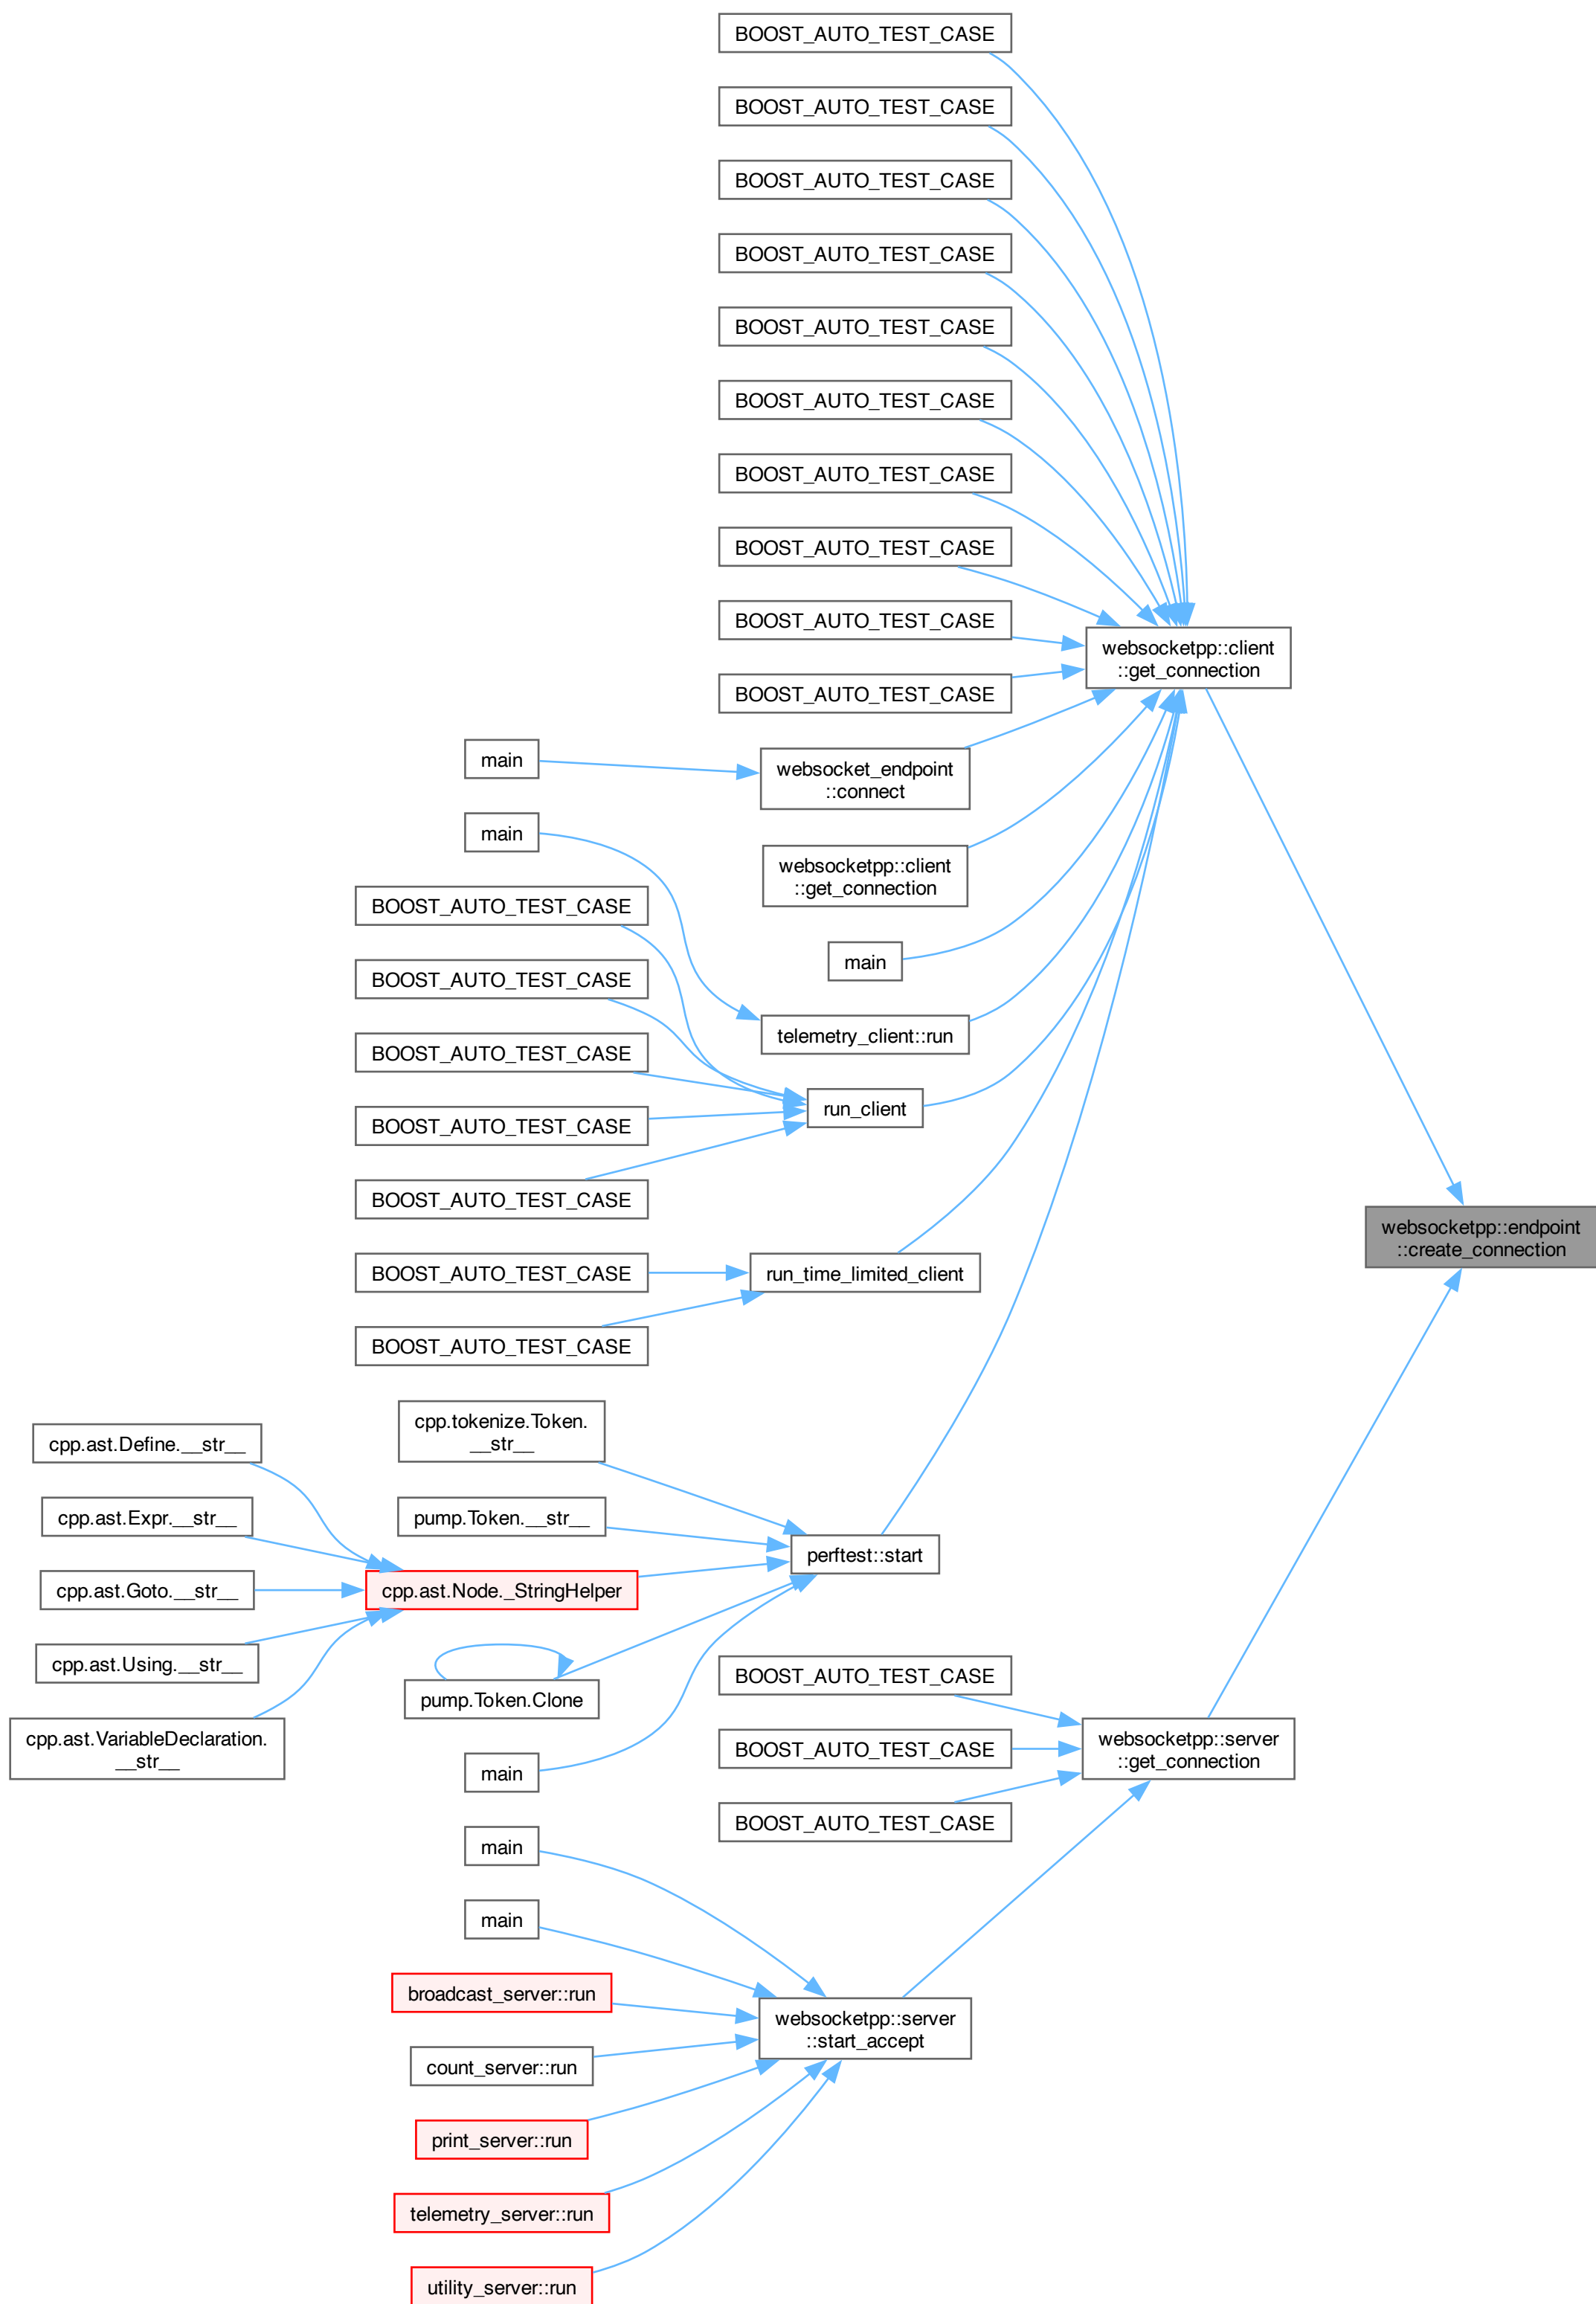 BOOST_AUTO_TEST_CASE
BOOST_AUTO_TEST_CASE
BOOST_AUTO_TEST_CASE
BOOST_AUTO_TEST_CASE
BOOST_AUTO_TEST_CASE
BOOST_AUTO_TEST_CASE
BOOST_AUTO_TEST_CASE
BOOST_AUTO_TEST_CASE
BOOST_AUTO_TEST_CASE
BOOST_AUTO_TEST_CASE
websocketpp::client
::get_connection
main
websocket_endpoint
::connect
main
websocketpp::client
::get_connection
BOOST_AUTO_TEST_CASE
main
BOOST_AUTO_TEST_CASE
telemetry_client::run
BOOST_AUTO_TEST_CASE
run_client
BOOST_AUTO_TEST_CASE
BOOST_AUTO_TEST_CASE
websocketpp::endpoint
::create_connection
BOOST_AUTO_TEST_CASE
run_time_limited_client
BOOST_AUTO_TEST_CASE
cpp.tokenize.Token.
__str__
cpp.ast.Define.__str__
cpp.ast.Expr.__str__
pump.Token.__str__
perftest::start
cpp.ast.Goto.__str__
cpp.ast.Node._StringHelper
cpp.ast.Using.__str__
pump.Token.Clone
BOOST_AUTO_TEST_CASE
cpp.ast.VariableDeclaration.
__str__
BOOST_AUTO_TEST_CASE
websocketpp::server
::get_connection
main
BOOST_AUTO_TEST_CASE
main
main
broadcast_server::run
websocketpp::server
::start_accept
count_server::run
print_server::run
telemetry_server::run
utility_server::run